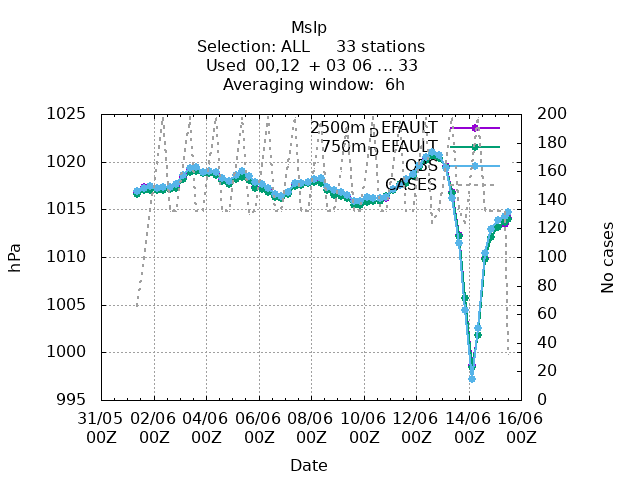 Mslp
Selection: ALL 33 stations
Used 00,12 + 03 06 ... 33
Averaging window: 6h
hPa
1025
1020
1015
1010
1005
1000
995
2500m_DEFAULT
750m_DEFAULT
OBS
CASES
200
180
160
140
120
100
80
60
40
20
0
No cases
31/05 02/06 04/06 06/06 08/06 10/06 12/06 14/06 16/06
00Z 00Z 00Z 00Z 00Z 00Z 00Z 00Z 00Z
Date